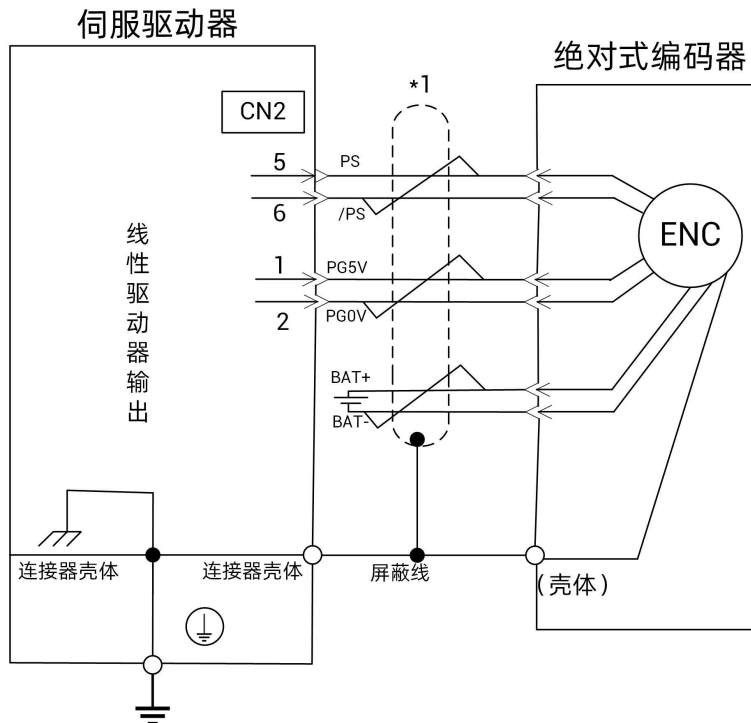 伺服驱动器
绝对式编码器
*1
CN2
5
PS
6
/PS
ENC
线性驱动器输出
1
PG5V
2
PG0V
BAT+
BAT-
连接器壳体
连接器壳体
屏蔽线
(壳体)